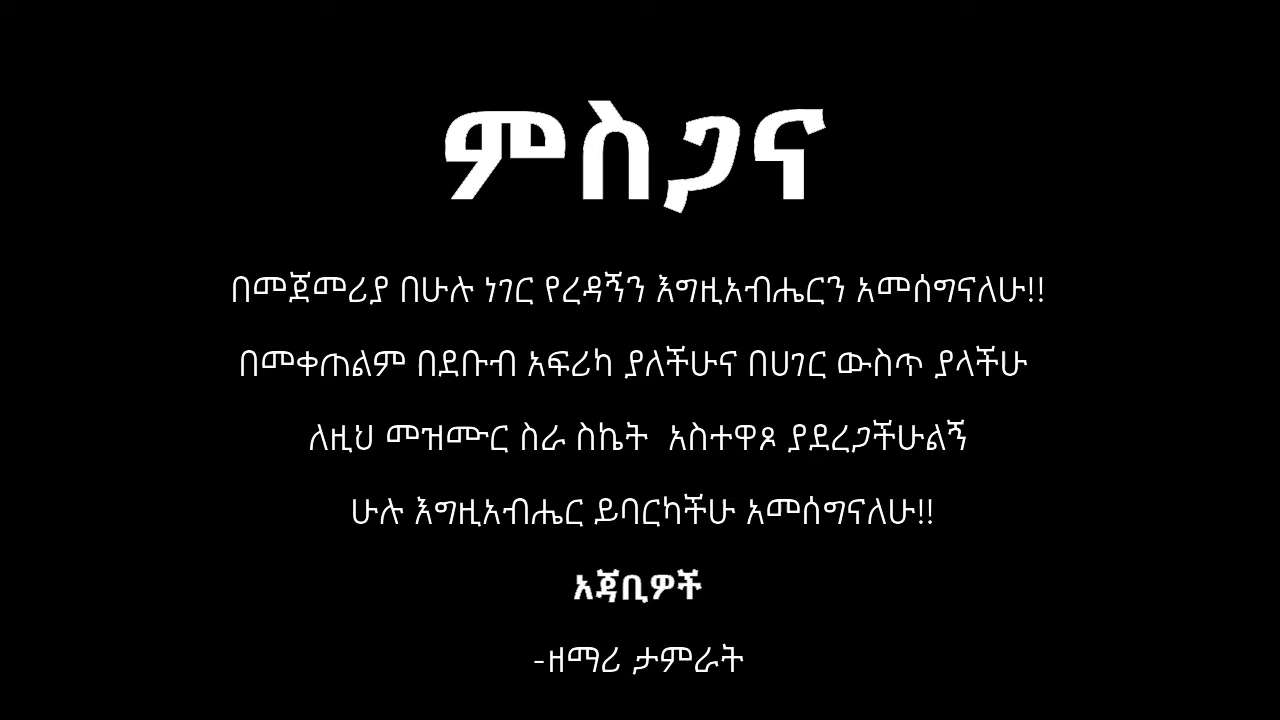 ምስጋና
በመጀመሪያ በሁሉ ነገር የረዳኝን እግዚአብሔርን አመሰግናለሁ!!
በመቀጠልም በደቡብ አፍሪካ ያለችሁና በሀገር ውስጥ ያላችሁ
ለዚህ መዝሙር ስራ ስኬት አስተዋጾ ያደረጋችሁልኝ
ሁሉ እግዚአብሔር ይባርካችሁ አመሰግናለሁ!!
አጃቢዎች
-ዘማሪ ታምራት